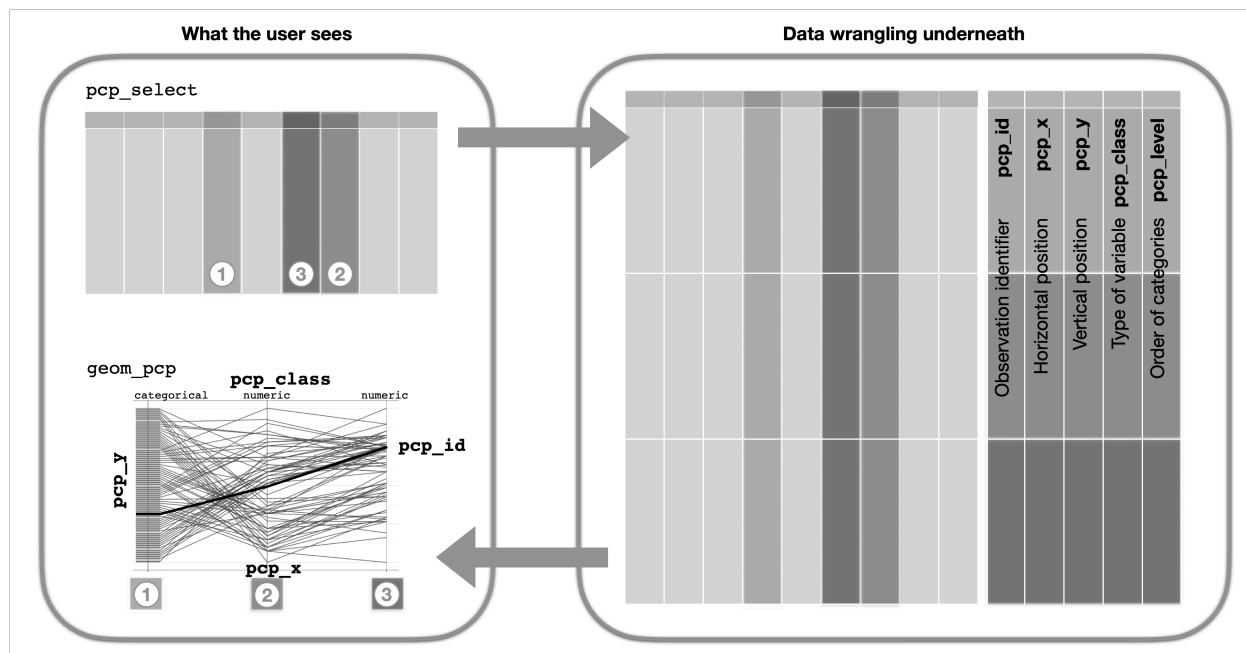 What the user sees
Data wrangling underneath
pcp_select
1
3
2
geom_pcp
pcp_class
categorical
numeric
numeric
pcp_y
pcp_id
pcp_x
1
2
3
Observation identifier pcp_id
Horizontal position pcp_x
Vertical position pcp_y
Type of variable pcp_class
Order of categories pcp_level